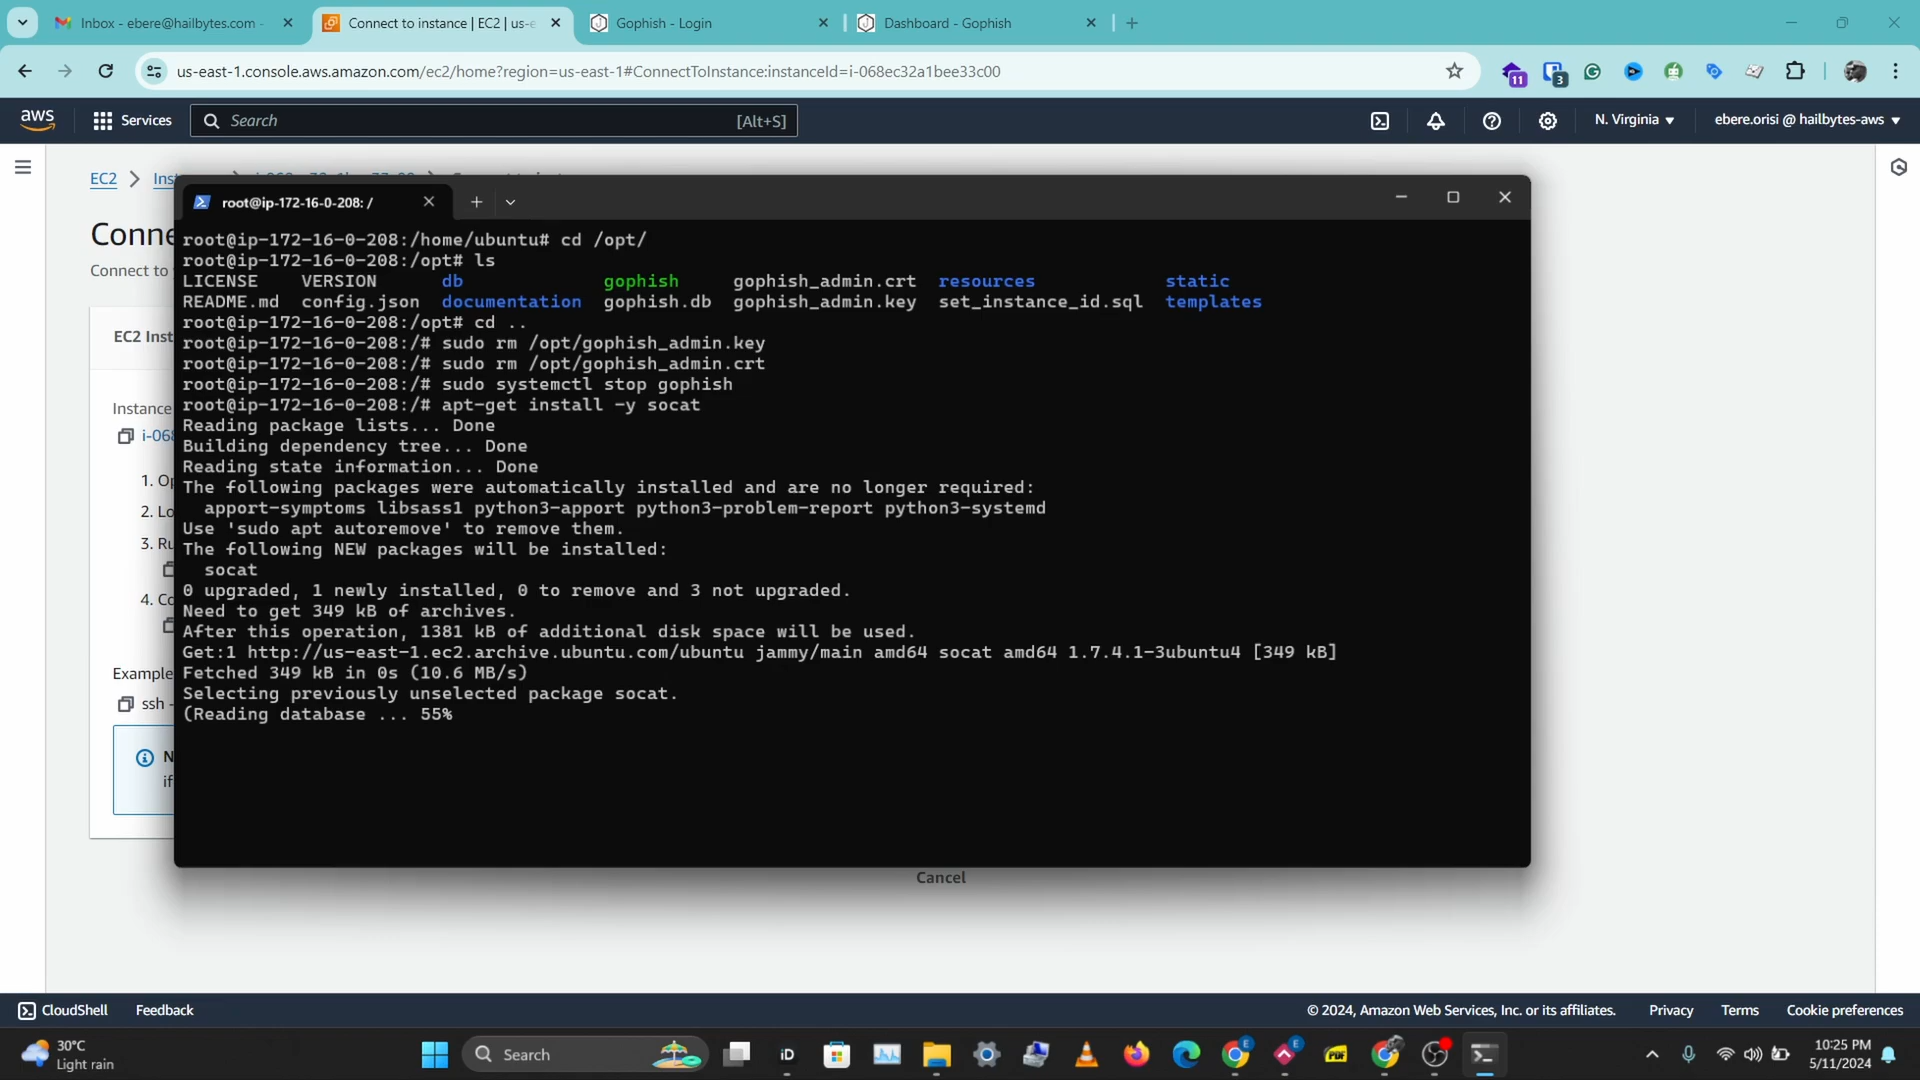 Inbox - ebere@hailbytes.com -
Connect to instance | EC2 | us-e
Gophish - Login
Dashboard - Gophish
us-east-1.console.aws.amazon.com/ec2/home?region=us-east-1#ConnectToInstance:instanceId=i-068ec32a1bee33c00
11
3
aws
Services
Search
[Alt+S]
N. Virginia
ebere.orisi @ hailbytes-aws
EC2
Inst
root@ip-172-16-0-208: /
Conne
Connect to
EC2 Inst
Instance
i-068
1. Op
2. Lo
3. Ru
4. Co
Example
ssh -
N
if
root@ip-172-16-0-208:/home/ubuntu# cd /opt/
root@ip-172-16-0-208:/opt# ls
LICENSE VERSION db gophish gophish_admin.crt resources static
README.md config.json documentation gophish.db gophish_admin.key set_instance_id.sql templates
root@ip-172-16-0-208:/opt# cd ..
root@ip-172-16-0-208:/# sudo rm /opt/gophish_admin.key
root@ip-172-16-0-208:/# sudo rm /opt/gophish_admin.crt
root@ip-172-16-0-208:/# sudo systemctl stop gophish
root@ip-172-16-0-208:/# apt-get install -y socat
Reading package lists... Done
Building dependency tree... Done
Reading state information... Done
The following packages were automatically installed and are no longer required:
apport-symptoms libsass1 python3-apport python3-problem-report python3-systemd
Use 'sudo apt autoremove' to remove them.
The following NEW packages will be installed:
socat
0 upgraded, 1 newly installed, 0 to remove and 3 not upgraded.
Need to get 349 kB of archives.
After this operation, 1381 kB of additional disk space will be used.
Get:1 http://us-east-1.ec2.archive.ubuntu.com/ubuntu jammy/main amd64 socat amd64 1.7.4.1-3ubuntu4 [349 kB]
Fetched 349 kB in 0s (10.6 MB/s)
Selecting previously unselected package socat.
(Reading database ... 55%
Cancel
CloudShell
Feedback
© 2024, Amazon Web Services, Inc. or its affiliates.
Privacy
Terms
Cookie preferences
30°C
Light rain
Search
10:25 PM
5/11/2024